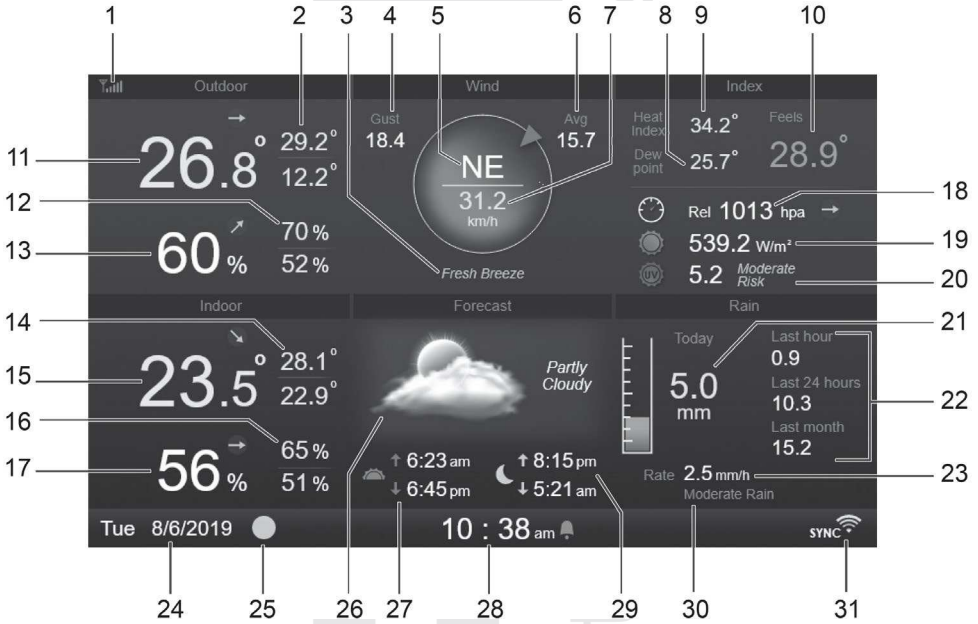 1 2 3 4 5 6 7 8 9 10
Outdoor Wind Index
26.8° 29.2° 12.2°
Gust 18.4
Avg 15.7
NE
31.2
km/h
Fresh Breeze
Heat Index 34.2°
Dew point 25.7°
Feels
28.9°
60 % 70 % 52 %
Rel 1013 hpa
539.2 W/m²
UV 5.2 Moderate Risk
Indoor Forecast Rain
23.5° 28.1° 22.9°
56 % 65 % 51 %
Partly
Cloudy
6:23 am
6:45 pm
8:15 pm
5:21 am
Today
5.0
mm
Last hour
0.9
Last 24 hours
10.3
Last month
15.2
Rate 2.5 mm/h
Moderate Rain
Tue 8/6/2019 10 : 38 am SYNC
11
12
13
14
15
16
17
18
19
20
21
22
23
24 25 26 27 28 29 30 31